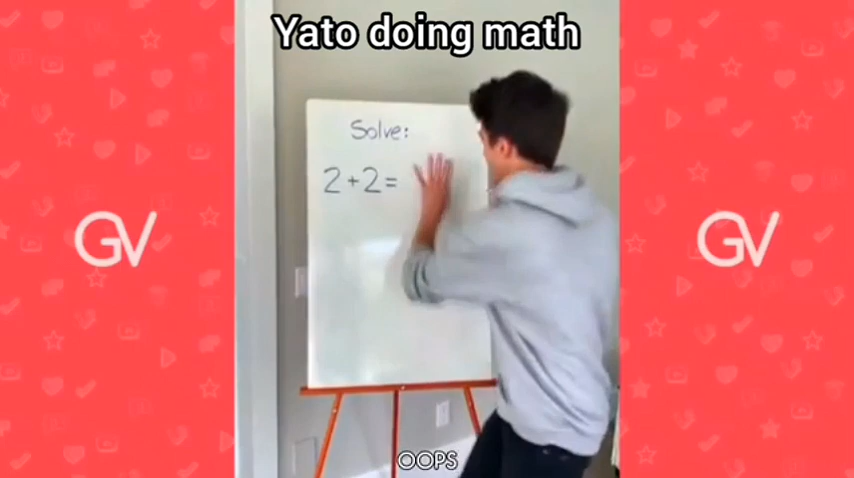 Yato doing math
Solve:
2+2=
GV
GV
OOPS